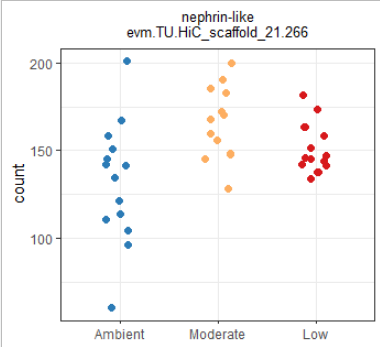 nephrin-like
evm.TU.HiC_scaffold_21.266
200
150
100
count
Ambient Moderate Low